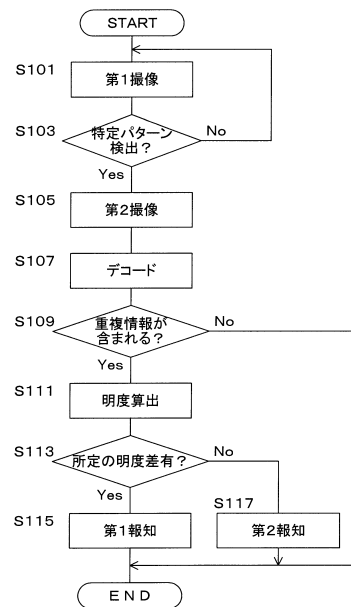 START
S101
第1撮像
S103
特定パターン
検出？
No
Yes
S105
第2撮像
S107
デコード
S109
重複情報が
含まれる？
No
Yes
S111
明度算出
S113
所定の明度差有？
No
Yes
S115
第1報知
S117
第2報知
END